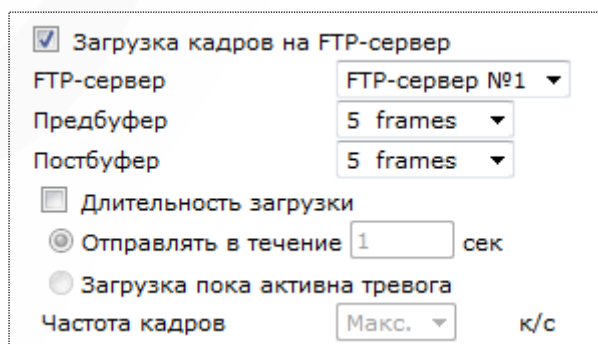 Загрузка кадров на FTP-сервер
FTP-сервер FTP-сервер №1
Предбуфер 5 frames
Постбуфер 5 frames
Длительность загрузки
Отправлять в течение 1 сек
Загрузка пока активна тревога
Частота кадров Макс. к/с